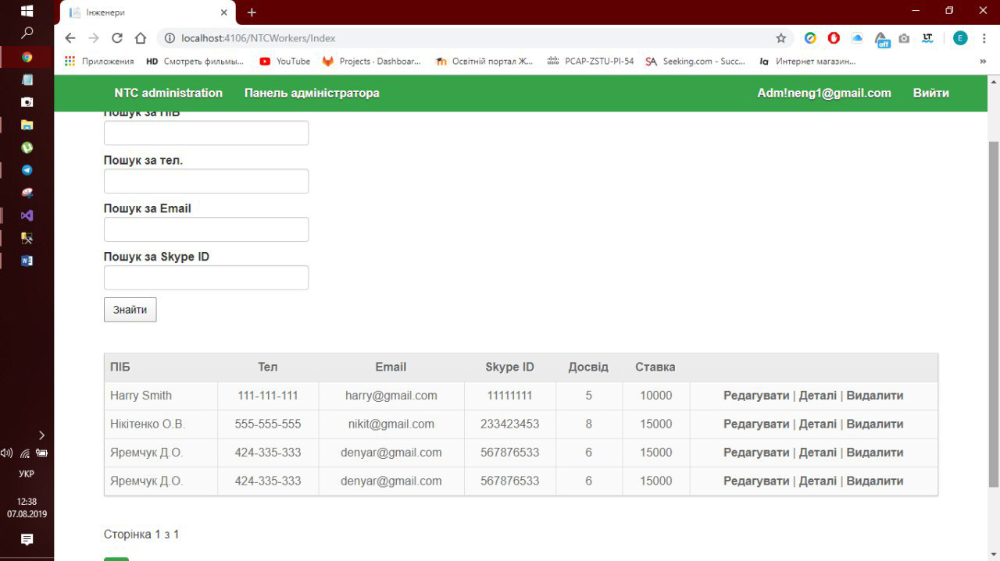 Інженери
localhost:4106/NTCWorkers/Index
off
LT
E
Приложения
HD Смотреть фильмы...
YouTube
Projects · Dashboar...
Освітній портал Ж...
PCAP-ZSTU-PI-54
SA Seeking.com - Succ...
Интернет магазин...
»
NTC administration Панель адміністратора Adm!neng1@gmail.com Выйти
Пошук за ПІБ
Пошук за тел.
Пошук за Email
Пошук за Skype ID
Знайти
ПІБ Тел Email Skype ID Досвід Ставка
Harry Smith 111-111-111 harry@gmail.com 11111111 5 10000 Редагувати | Деталі | Видалити
Нікітенко О.В. 555-555-555 nikit@gmail.com 233423453 8 15000 Редагувати | Деталі | Видалити
Яремчук Д.О. 424-335-333 denyar@gmail.com 567876533 6 15000 Редагувати | Деталі | Видалити
Яремчук Д.О. 424-335-333 denyar@gmail.com 567876533 6 15000 Редагувати | Деталі | Видалити
Сторінка 1 з 1
УКР
12:38
07.08.2019